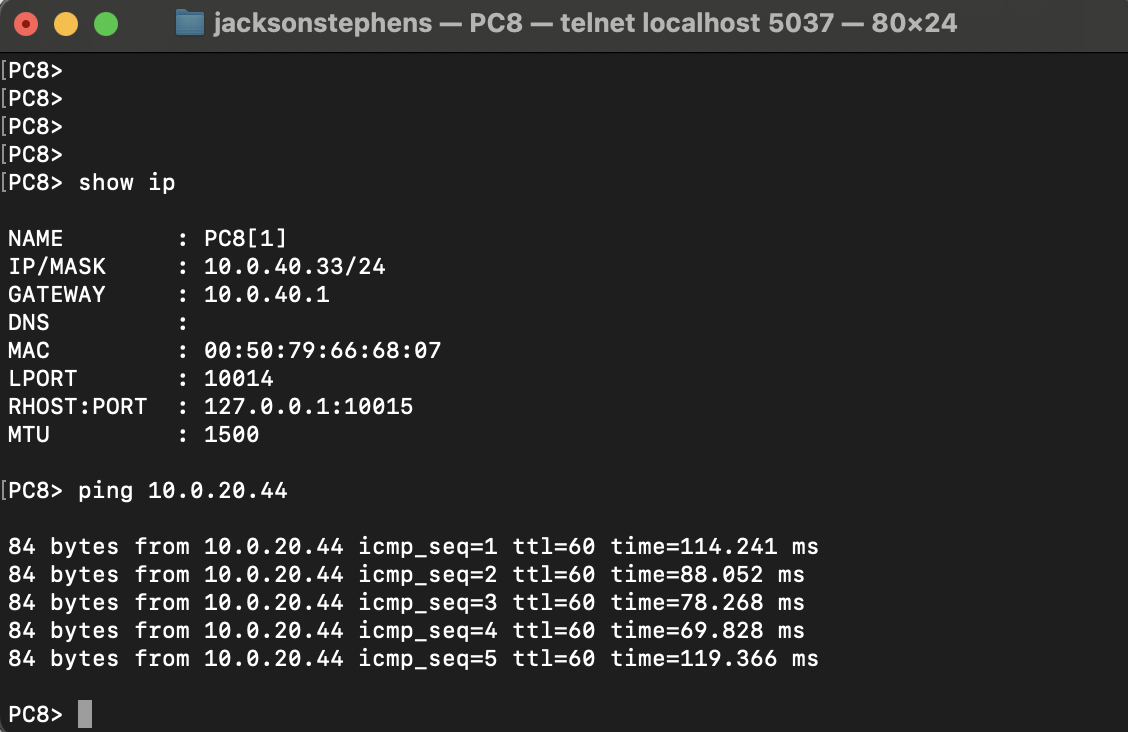 jacksonstephens — PC8 — telnet localhost 5037 — 80×24
[PC8>
[PC8>
[PC8>
[PC8>
[PC8> show ip
NAME : PC8[1]
IP/MASK : 10.0.40.33/24
GATEWAY : 10.0.40.1
DNS :
MAC : 00:50:79:66:68:07
LPORT : 10014
RHOST:PORT : 127.0.0.1:10015
MTU : 1500
[PC8> ping 10.0.20.44
84 bytes from 10.0.20.44 icmp_seq=1 ttl=60 time=114.241 ms
84 bytes from 10.0.20.44 icmp_seq=2 ttl=60 time=88.052 ms
84 bytes from 10.0.20.44 icmp_seq=3 ttl=60 time=78.268 ms
84 bytes from 10.0.20.44 icmp_seq=4 ttl=60 time=69.828 ms
84 bytes from 10.0.20.44 icmp_seq=5 ttl=60 time=119.366 ms
PC8>